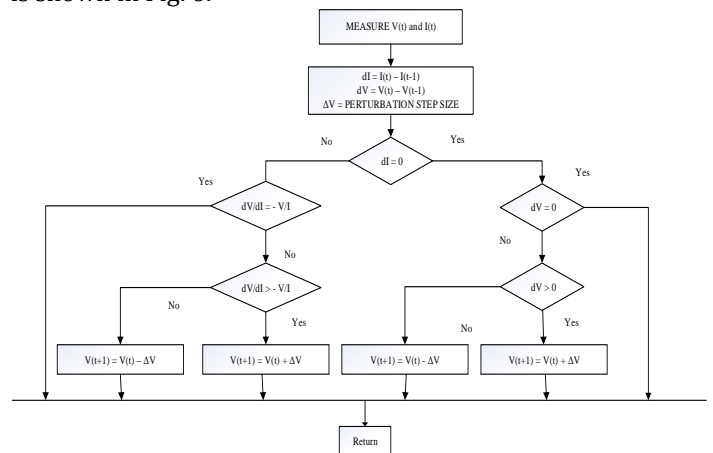 is shown in Fig. 6.
MEASURE V(t) and I(t)
dI = I(t) – I(t-1)
dV = V(t) – V(t-1)
ΔV = PERTURBATION STEP SIZE
No
Yes
dI = 0
Yes
Yes
dV/dI = - V/I
dV = 0
No
No
dV/dI > - V/I
dV > 0
No
Yes
No
Yes
V(t+1) = V(t) – ΔV
V(t+1) = V(t) + ΔV
V(t+1) = V(t) - ΔV
V(t+1) = V(t) + ΔV
Return